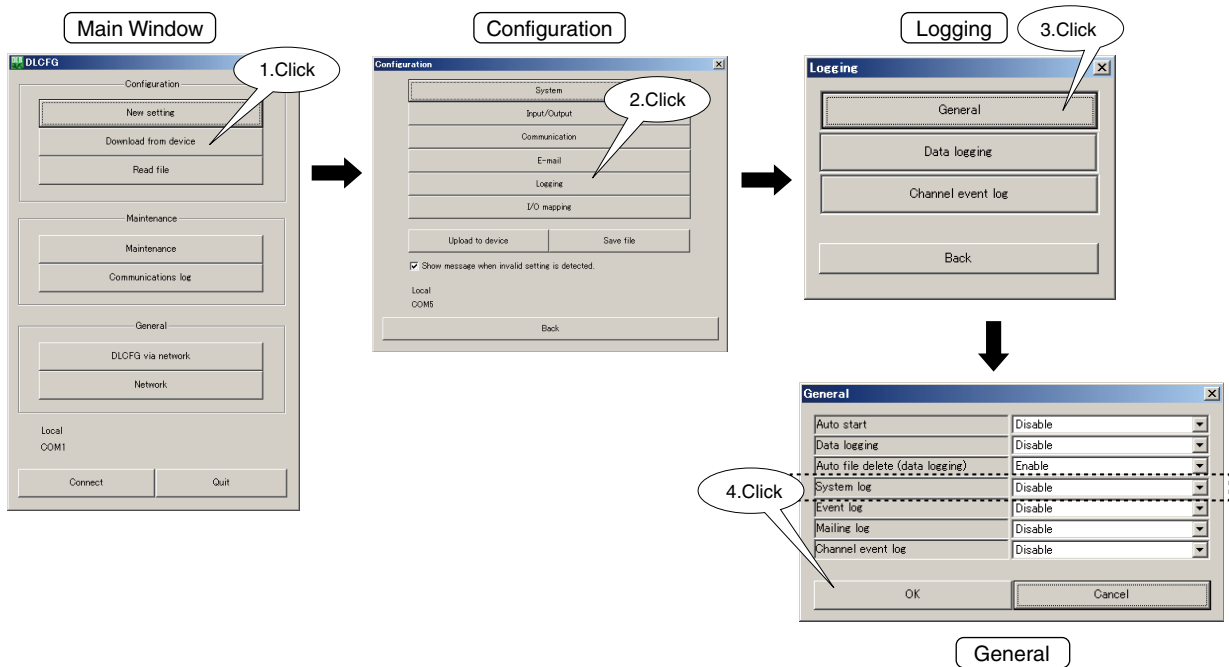 Main Window
DLCFG
1.Click
Configuration
New setting
Download from device
Read file
Maintenance
Maintenance
Communications log
General
DLCFG via network
Network
Local
COM1
Connect
Quit
Configuration
Configuration
System
2.Click
Input/Output
Communication
E-mail
Logging
I/O mapping
Upload to device
Save file
Show message when invalid setting is detected.
Local
COM5
Back
Logging
3.Click
Logging
General
Data logging
Channel event log
Back
General
Auto start Disable
Data logging Disable
Auto file delete (data logging) Enable
System log Disable
Event log Disable
Mailing log Disable
Channel event log Disable
4.Click
OK
Cancel
General